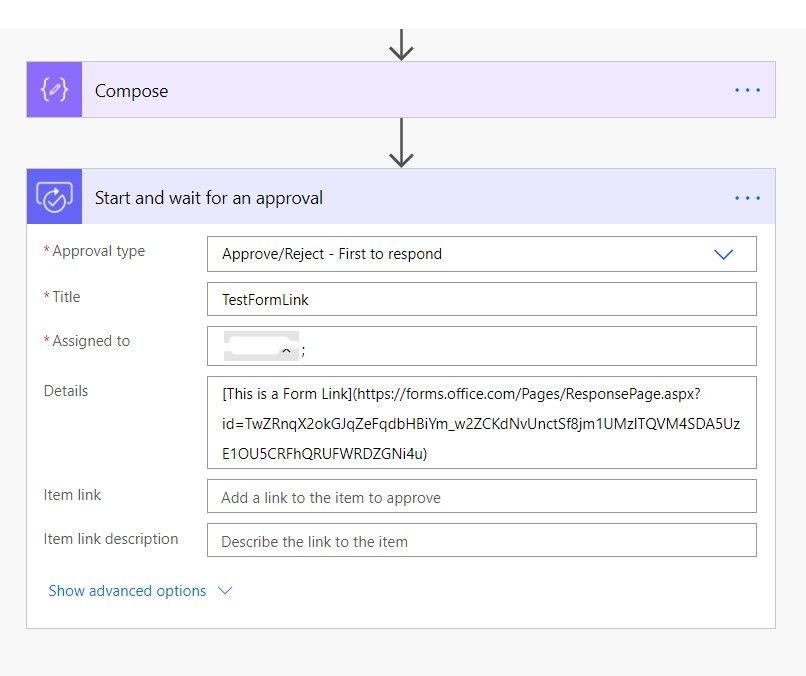 Compose
Start and wait for an approval
* Approval type
Approve/Reject - First to respond
* Title
TestFormLink
* Assigned to
;
Details
[This is a Form Link](https://forms.office.com/Pages/ResponsePage.aspx?
id=TwZRnqX2okGJqZeFqdbHBiYm_w2ZCKdNvUnctSf8jm1UMzlTQVM4SDA5Uz
E1OU5CRFhQRUFWRDZGNi4u)
Item link
Add a link to the item to approve
Item link description
Describe the link to the item
Show advanced options